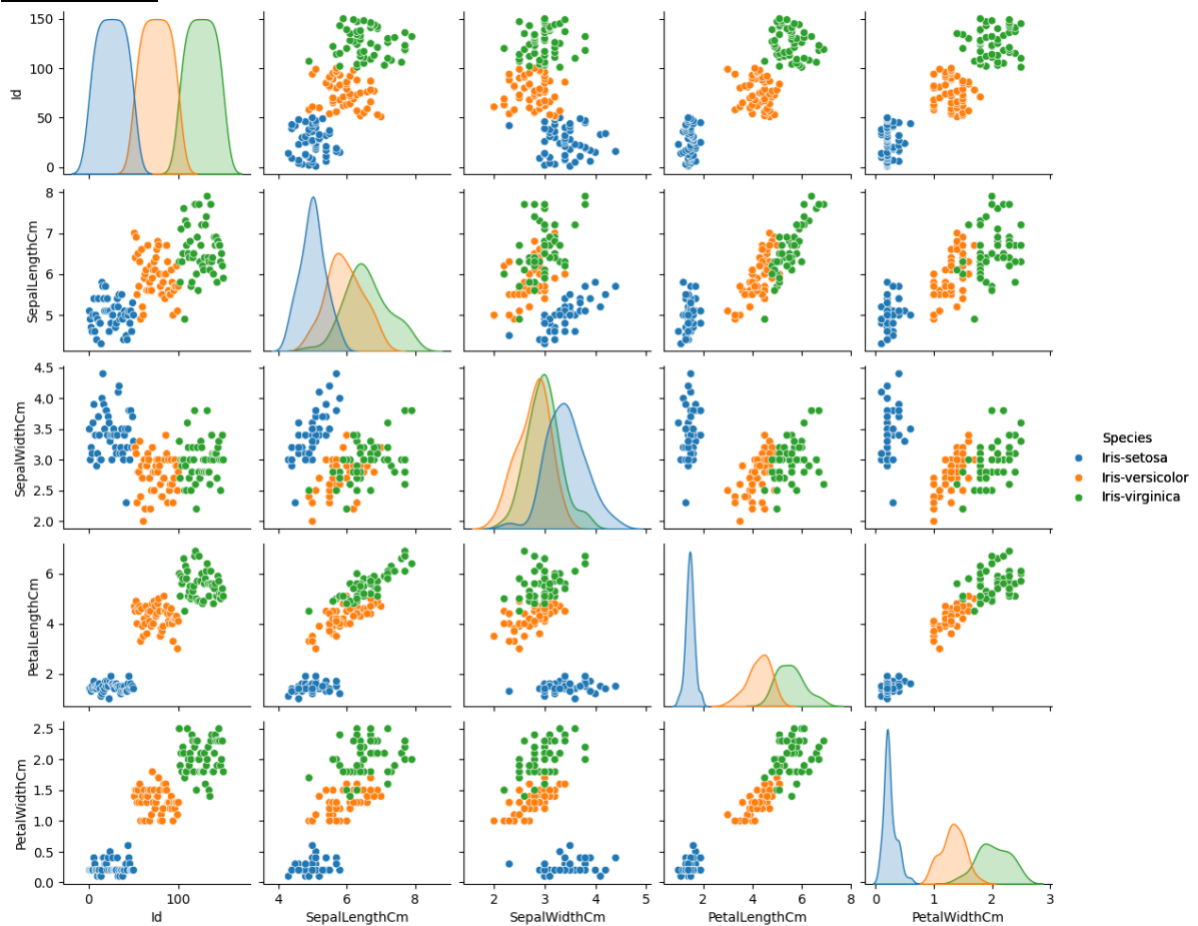 150
100
50
0
Id
8
7
6
5
SepalLengthCm
4.5
4.0
3.5
3.0
2.5
2.0
SepalWidthCm
Species
Iris-setosa
Iris-versicolor
Iris-virginica
6
4
2
PetalLengthCm
2.5
2.0
1.5
1.0
0.5
0.0
PetalWidthCm
0 100
4 6 8
2 3 4 5
2 4 6 8
0 1 2 3
Id SepalLengthCm SepalWidthCm PetalLengthCm PetalWidthCm